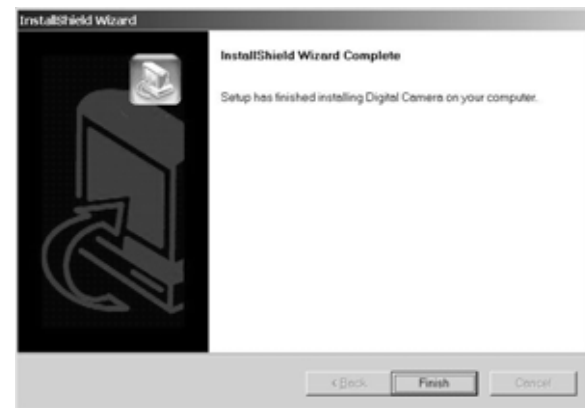 InstallShield Wizard
InstallShield Wizard Complete
Setup has finished installing Digital Camera on your computer.
< Back
Finish
Cancel